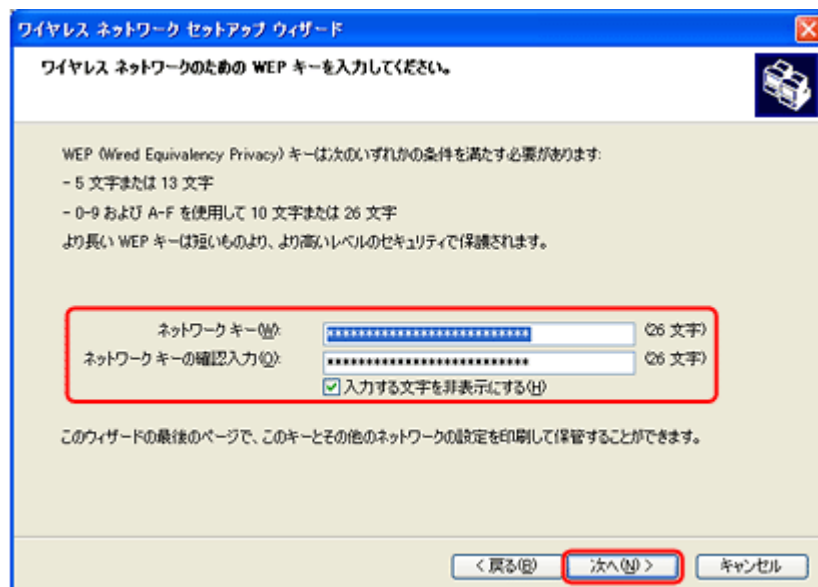 ワイヤレス ネットワーク セットアップ ウィザード
ワイヤレス ネットワークのための WEP キーを入力してください。
WEP (Wired Equivalency Privacy) キーは次のいずれかの条件を満たす必要があります:
- 5 文字または 13 文字
- 0-9 および A-F を使用して 10 文字または 26 文字
より長い WEP キーは短いものより、より高いレベルのセキュリティで保護されます。
ネットワーク キー(W): ************************** (26 文字)
ネットワーク キーの確認入力(O): ************************** (26 文字)
入力する文字を非表示にする(H)
このウィザードの最後のページで、このキーとその他のネットワークの設定を印刷して保管することができます。
< 戻る(B) 次へ(N) > キャンセル